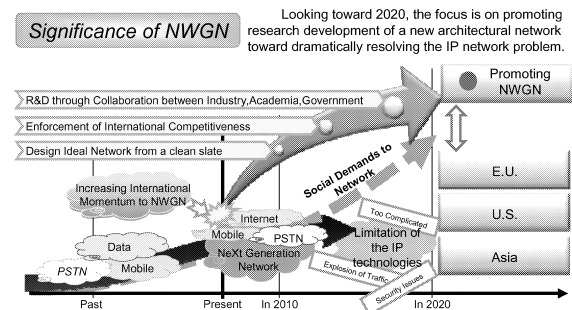 Significance of NWGN
Looking toward 2020, the focus is on promoting
research development of a new architectural network
toward dramatically resolving the IP network problem.
Promoting
NWGN
R&D through Collaboration between Industry,Academia,Government
Enforcement of International Competitiveness
Design Ideal Network from a clean slate
Social Demands to
Network
E.U.
U.S.
Asia
Increasing International
Momentum to NWGN
Internet
Mobile
PSTN
NeXt Generation
Network
Data
PSTN
Mobile
Too Complicated
Limitation of
the IP
technologies
Explosion of Traffic
Security Issues
Past
Present
In 2010
In 2020